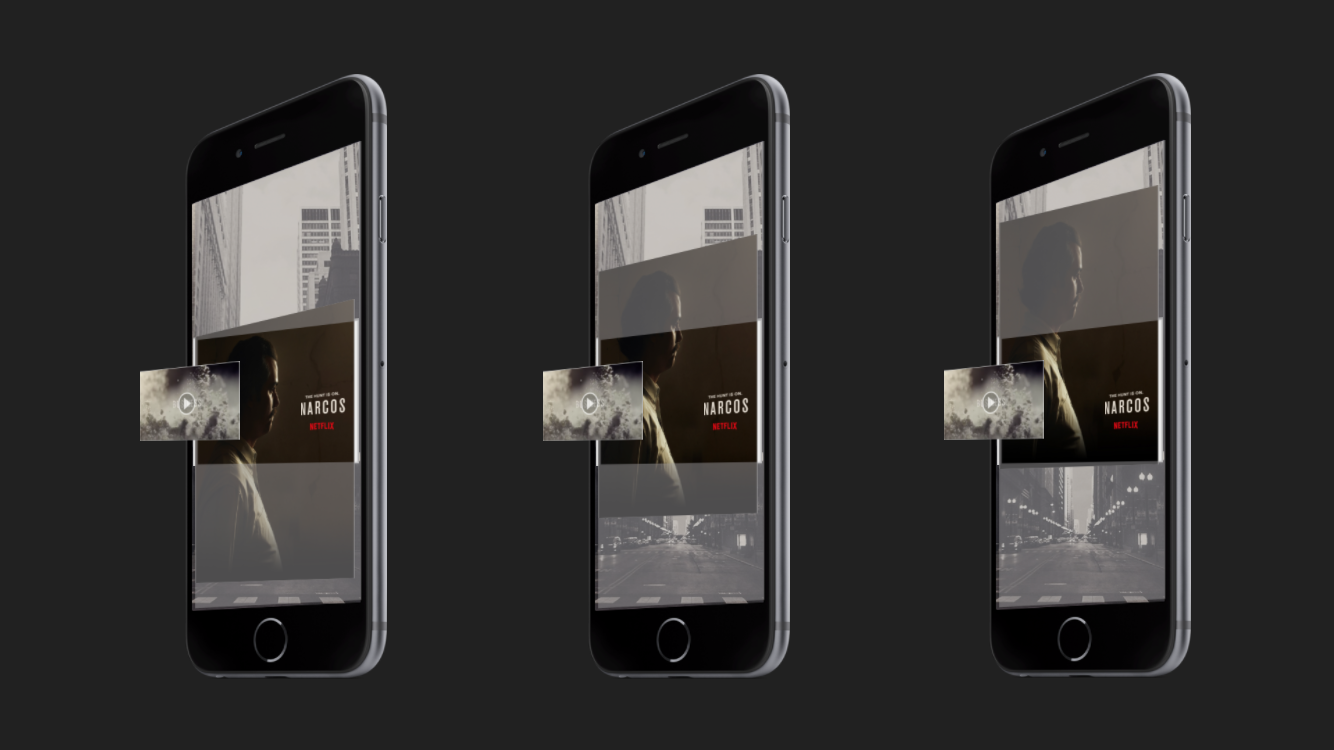 THE HUNT IS ON.
NARCOS
NETFLIX
THE HUNT IS ON.
NARCOS
NETFLIX
THE HUNT IS ON.
NARCOS
NETFLIX